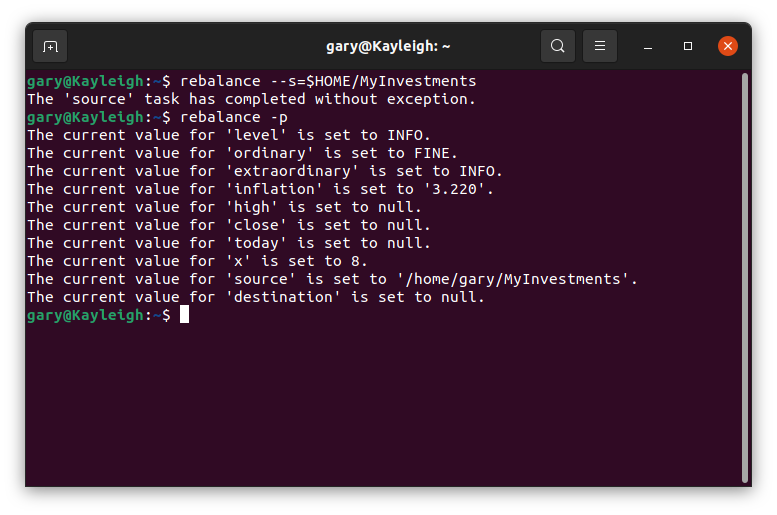 gary@Kayleigh: ~
gary@Kayleigh:~$ rebalance --s=$HOME/MyInvestments
The 'source' task has completed without exception.
gary@Kayleigh:~$ rebalance -p
The current value for 'level' is set to INFO.
The current value for 'ordinary' is set to FINE.
The current value for 'extraordinary' is set to INFO.
The current value for 'inflation' is set to '3.220'.
The current value for 'high' is set to null.
The current value for 'close' is set to null.
The current value for 'today' is set to null.
The current value for 'x' is set to 8.
The current value for 'source' is set to '/home/gary/MyInvestments'.
The current value for 'destination' is set to null.
gary@Kayleigh:~$